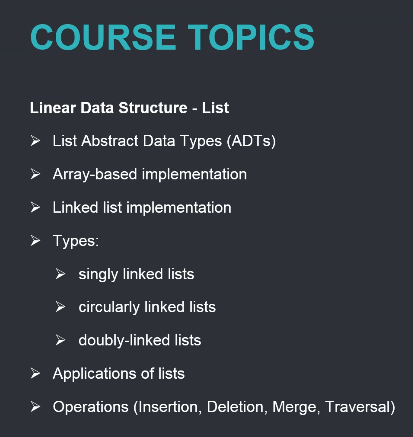 COURSE TOPICS
Linear Data Structure - List
➢ List Abstract Data Types (ADTs)
➢ Array-based implementation
➢ Linked list implementation
➢ Types:
➢ singly linked lists
➢ circularly linked lists
➢ doubly-linked lists
➢ Applications of lists
➢ Operations (Insertion, Deletion, Merge, Traversal)